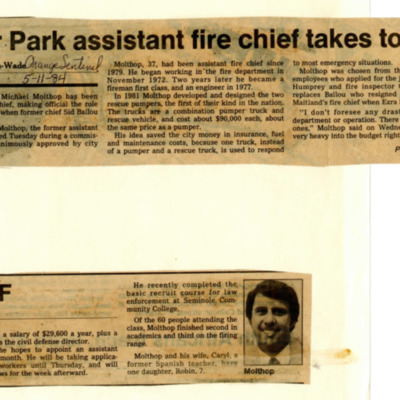 r Park assistant fire chief takes to
-Wade Orange Sentinel
5-11-84
Michael Molthop has been
chief, making official the role
when former chief Sid Ballou
Molthop, the former assistant
ed Tuesday during a commis-
animously approved by city
Molthop, 37, had been assistant fire chief since
1979. He began working in the fire department in
November 1972. Two years later he became a
fireman first class, and an engineer in 1977.
In 1981 Molthop developed and designed the two
rescue pumpers, the first of their kind in the nation.
The trucks are a combination pumper truck and
rescue vehicle, and cost about $90,000 each, about
the same price as a pumper.
His idea saved the city money in insurance, fuel
and maintenance costs, because one truck, instead
of a pumper and a rescue truck, is used to respond
to most emergency situations.
Molthop was chosen from th
employees who applied for the j
Humprey and fire inspector
replaces Ballou who resigned
Maitland's fire chief when Ezra
"I don't foresee any drast
department or operation. There
ones," Molthop said on Wedne
very heavy into the budget right
P
F
a salary of $29,600 a year, plus a
s the civil defense director.
he hopes to appoint an assistant
month. He will be taking applica-
workers until Thursday, and will
es for the week afterward.
He recently completed the
basic recruit course for law
enforcement at Seminole Com-
munity College.
Of the 60 people attending the
class, Molthop finished second in
academics and third on the firing
range.
Molthop and his wife, Caryl, a
former Spanish teacher, have
one daughter, Robin, 7.
Molthop